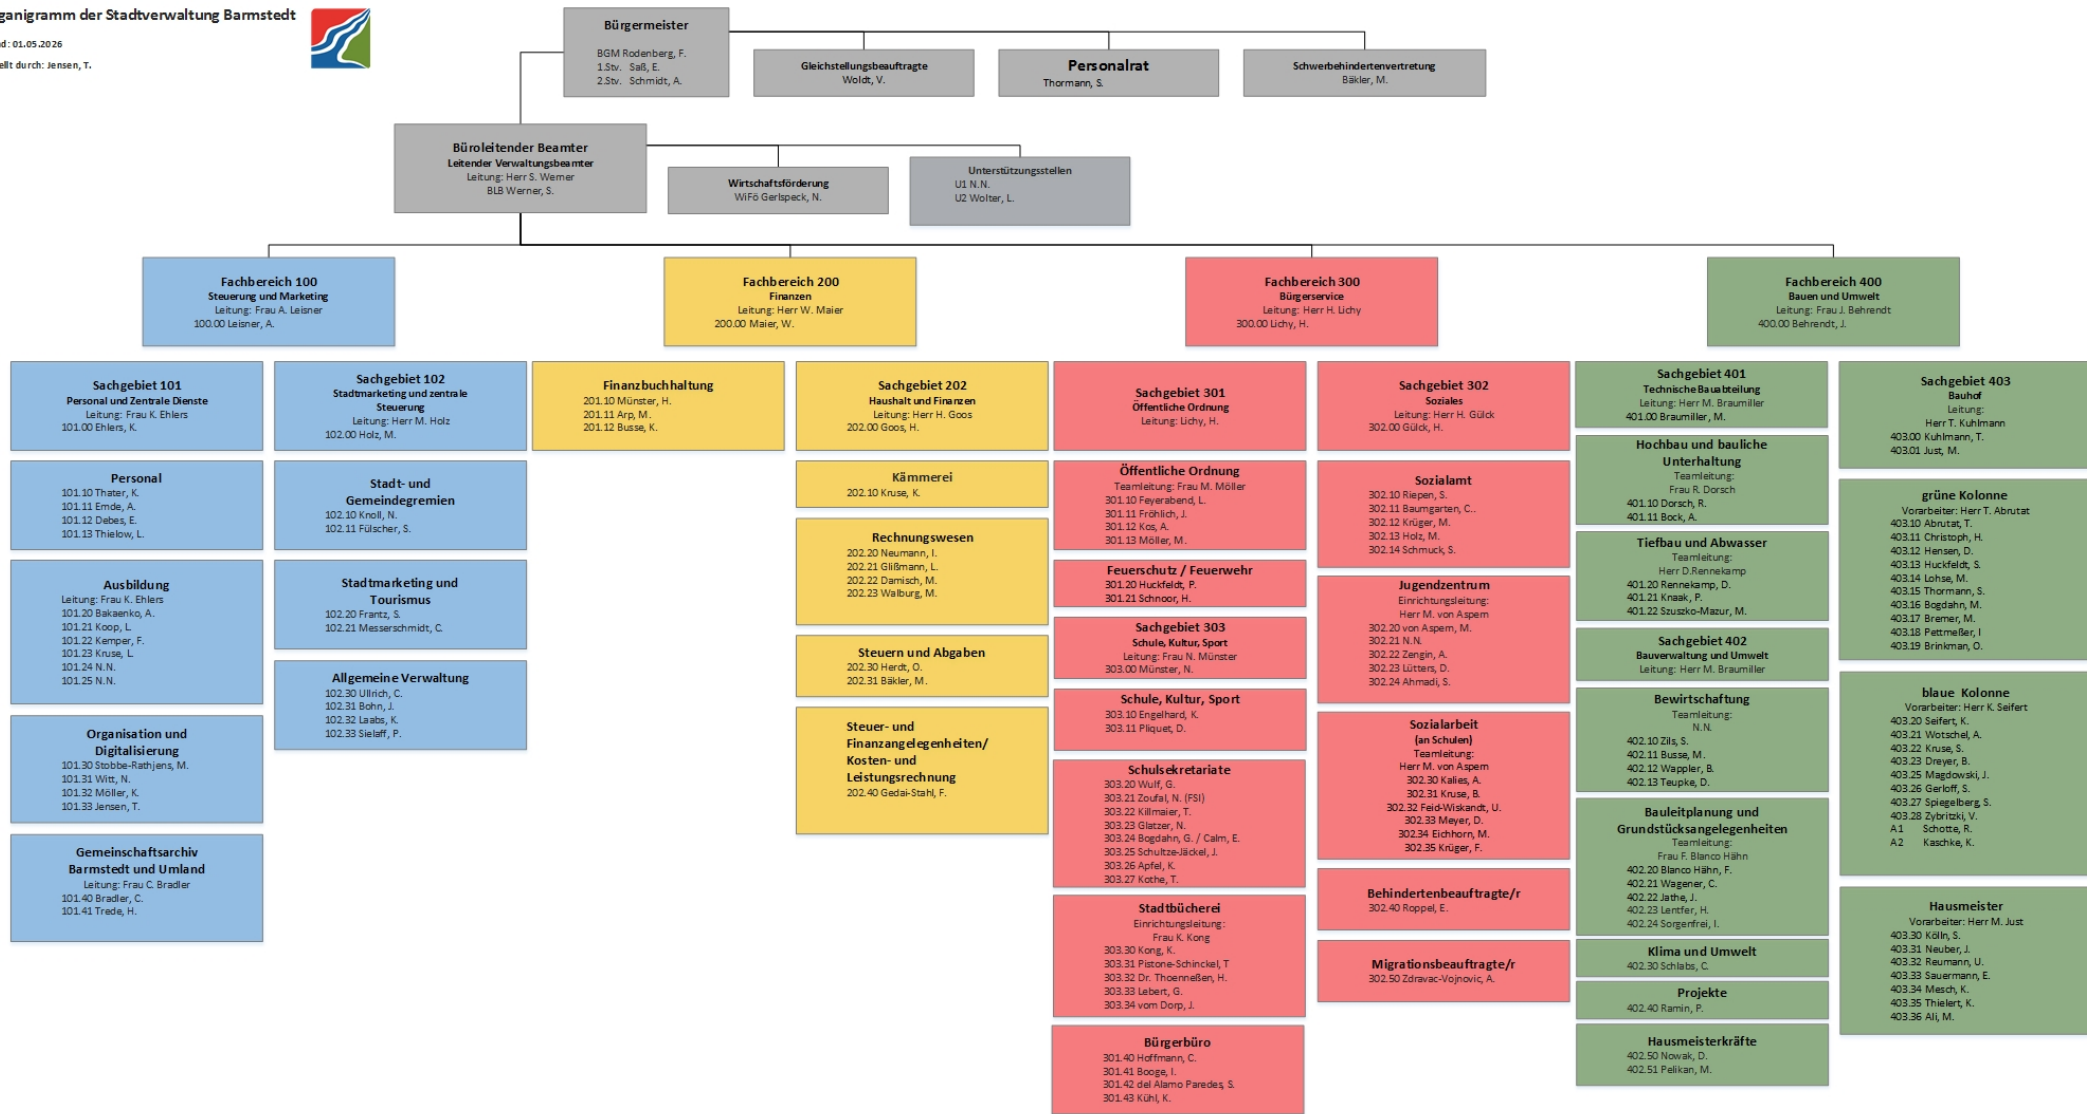 ganigramm der Stadtverwaltung Barmstedt
d: 01.05.2026
ellt durch: Jensen, T.
Bürgermeister
BGM Rodenberg, F.
1.Stv. Saß, E.
2.Stv. Schmidt, A.
Gleichstellungsbeauftragte
Woldt, V.
Personalrat
Thormann, S.
Schwerbehindertenvertretung
Bäkler, M.
Büroleitender Beamter
Leitender Verwaltungsbeamter
Leitung: Herr S. Werner
BLB Werner, S.
Wirtschaftsförderung
WiFö Gerlspeck, N.
Unterstützungsstellen
U1 N.N.
U2 Wolter, L.
Fachbereich 100
Steuerung und Marketing
Leitung: Frau A. Leisner
100.00 Leisner, A.
Fachbereich 200
Finanzen
Leitung: Herr W. Maier
200.00 Maier, W.
Fachbereich 300
Bürgerservice
Leitung: Herr H. Lichy
300.00 Lichy, H.
Fachbereich 400
Bauen und Umwelt
Leitung: Frau J. Behrendt
400.00 Behrendt, J.
Sachgebiet 101
Personal und Zentrale Dienste
Leitung: Frau K. Ehlers
101.00 Ehlers, K.
Personal
101.10 Thater, K.
101.11 Emde, A.
101.12 Debes, E.
101.13 Thielow, L.
Ausbildung
Leitung: Frau K. Ehlers
101.20 Bakaenko, A.
101.21 Koop, L.
101.22 Kemper, F.
101.23 Kruse, L.
101.24 N.N.
101.25 N.N.
Organisation und
Digitalisierung
101.30 Stobbe-Rathjens, M.
101.31 Witt, N.
101.32 Möller, K.
101.33 Jensen, T.
Gemeinschaftsarchiv
Barmstedt und Umland
Leitung: Frau C. Bradler
101.40 Bradler, C.
101.41 Trede, H.
Sachgebiet 102
Stadtmarketing und zentrale
Steuerung
Leitung: Herr M. Holz
102.00 Holz, M.
Stadt- und
Gemeindegremien
102.10 Knoll, N.
102.11 Fülscher, S.
Stadtmarketing und
Tourismus
102.20 Frantz, S.
102.21 Messerschmidt, C.
Allgemeine Verwaltung
102.30 Ullrich, C.
102.31 Bohn, J.
102.32 Laabs, K.
102.33 Sielaff, P.
Finanzbuchhaltung
201.10 Münster, H.
201.11 Arp, M.
201.12 Busse, K.
Sachgebiet 202
Haushalt und Finanzen
Leitung: Herr H. Goos
202.00 Goos, H.
Kämmerei
202.10 Kruse, K.
Rechnungswesen
202.20 Neumann, I.
202.21 Glißmann, L.
202.22 Damisch, M.
202.23 Walburg, M.
Steuern und Abgaben
202.30 Herdt, O.
202.31 Bäkler, M.
Steuer- und
Finanzangelegenheiten/
Kosten- und
Leistungsrechnung
202.40 Gedai-Stahl, F.
Sachgebiet 301
Öffentliche Ordnung
Leitung: Lichy, H.
Öffentliche Ordnung
Teamleitung: Frau M. Möller
301.10 Feyerabend, L.
301.11 Fröhlich, J.
301.12 Kos, A.
301.13 Möller, M.
Feuerschutz / Feuerwehr
301.20 Huckfeldt, P.
301.21 Schnoor, H.
Sachgebiet 303
Schule, Kultur, Sport
Leitung: Frau N. Münster
303.00 Münster, N.
Schule, Kultur, Sport
303.10 Engelhard, K.
303.11 Pliquet, D.
Schulsekretariate
303.20 Wulf, G.
303.21 Zoufal, N. (FSI)
303.22 Killmaier, T.
303.23 Glatzer, N.
303.24 Bogdahn, G. / Calm, E.
303.25 Schultze-Jäckel, J.
303.26 Apfel, K.
303.27 Kothe, T.
Stadtbücherei
Einrichtungsleitung:
Frau K. Kong
303.30 Kong, K.
303.31 Pistone-Schinckel, T
303.32 Dr. Thoenneßen, H.
303.33 Lebert, G.
303.34 vom Dorp, J.
Bürgerbüro
301.40 Hoffmann, C.
301.41 Booge, I.
301.42 del Alamo Paredes, S.
301.43 Kühl, K.
Sachgebiet 302
Soziales
Leitung: Herr H. Gülck
302.00 Gülck, H.
Sozialamt
302.10 Riepen, S.
302.11 Baumgarten, C..
302.12 Krüger, M.
302.13 Holz, M.
302.14 Schmuck, S.
Jugendzentrum
Einrichtungsleitung:
Herr M. von Aspern
302.20 von Aspern, M.
302.21 N.N.
302.22 Zengin, A.
302.23 Lütters, D.
302.24 Ahmadi, S.
Sozialarbeit
(an Schulen)
Teamleitung:
Herr M. von Aspern
302.30 Kalies, A.
302.31 Kruse, B.
302.32 Feid-Wiskandt, U.
302.33 Meyer, D.
302.34 Eichhorn, M.
302.35 Krüger, F.
Behindertenbeauftragte/r
302.40 Roppel, E.
Migrationsbeauftragte/r
302.50 Zdravac-Vojnovic, A.
Sachgebiet 401
Technische Bauabteilung
Leitung: Herr M. Braumiller
401.00 Braumiller, M.
Hochbau und bauliche
Unterhaltung
Teamleitung:
Frau R. Dorsch
401.10 Dorsch, R.
401.11 Bock, A.
Tiefbau und Abwasser
Teamleitung:
Herr D.Rennekamp
401.20 Rennekamp, D.
401.21 Knaak, P.
401.22 Szuszko-Mazur, M.
Sachgebiet 402
Bauverwaltung und Umwelt
Leitung: Herr M. Braumiller
Bewirtschaftung
Teamleitung:
N.N.
402.10 Zils, S.
402.11 Busse, M.
402.12 Wappler, B.
402.13 Teupke, D.
Bauleitplanung und
Grundstücksangelegenheiten
Teamleitung:
Frau F. Blanco Hähn
402.20 Blanco Hähn, F.
402.21 Wagener, C.
402.22 Jathe, J.
402.23 Lentfer, H.
402.24 Sorgenfrei, I.
Klima und Umwelt
402.30 Schlabs, C.
Projekte
402.40 Ramin, P.
Hausmeisterkräfte
402.50 Nowak, D.
402.51 Pelikan, M.
Sachgebiet 403
Bauhof
Leitung:
Herr T. Kuhlmann
403.00 Kuhlmann, T.
403.01 Just, M.
grüne Kolonne
Vorarbeiter: Herr T. Abrutat
403.10 Abrutat, T.
403.11 Christoph, H.
403.12 Hensen, D.
403.13 Huckfeldt, S.
403.14 Lohse, M.
403.15 Thormann, S.
403.16 Bogdahn, M.
403.17 Bremer, M.
403.18 Pettmeßer, I
403.19 Brinkman, O.
blaue Kolonne
Vorarbeiter: Herr K. Seifert
403.20 Seifert, K.
403.21 Wotschel, A.
403.22 Kruse, S.
403.23 Dreyer, B.
403.25 Magdowski, J.
403.26 Gerloff, S.
403.27 Spiegelberg, S.
403.28 Zybritzki, V.
A1 Schotte, R.
A2 Kaschke, K.
Hausmeister
Vorarbeiter: Herr M. Just
403.30 Kölln, S.
403.31 Neuber, J.
403.32 Reumann, U.
403.33 Sauermann, E.
403.34 Mesch, K.
403.35 Thielert, K.
403.36 Ali, M.